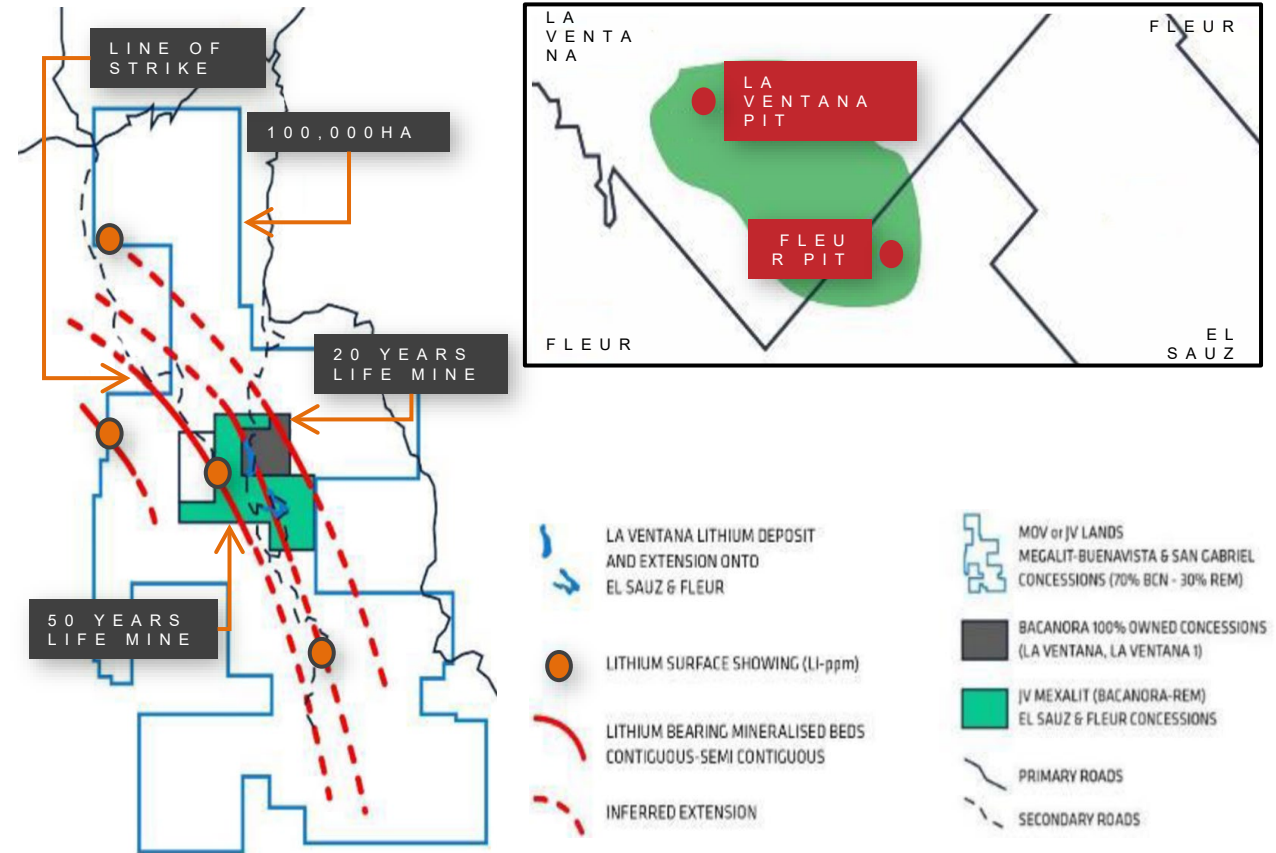 LINE OF
STRIKE
100,000HA
20 YEARS
LIFE MINE
50 YEARS
LIFE MINE
LA
VENTA
NA
FLEUR
LA
VENTANA
PIT
FLEU
R PIT
FLEUR
EL
SAUZ
LA VENTANA LITHIUM DEPOSIT
AND EXTENSION ONTO
EL SAUZ & FLEUR
LITHIUM SURFACE SHOWING (LI-ppm)
LITHIUM BEARING MINERALISED BEDS
CONTIGUOUS-SEMI CONTIGUOUS
INFERRED EXTENSION
MOV or JV LANDS
MEGALIT-BUENAVISTA & SAN GABRIEL
CONCESSIONS (70% BCN - 30% REM)
BACANORA 100% OWNED CONCESSIONS
(LA VENTANA, LA VENTANA 1)
JV MEXALIT (BACANORA-REM)
EL SAUZ & FLEUR CONCESSIONS
PRIMARY ROADS
SECONDARY ROADS